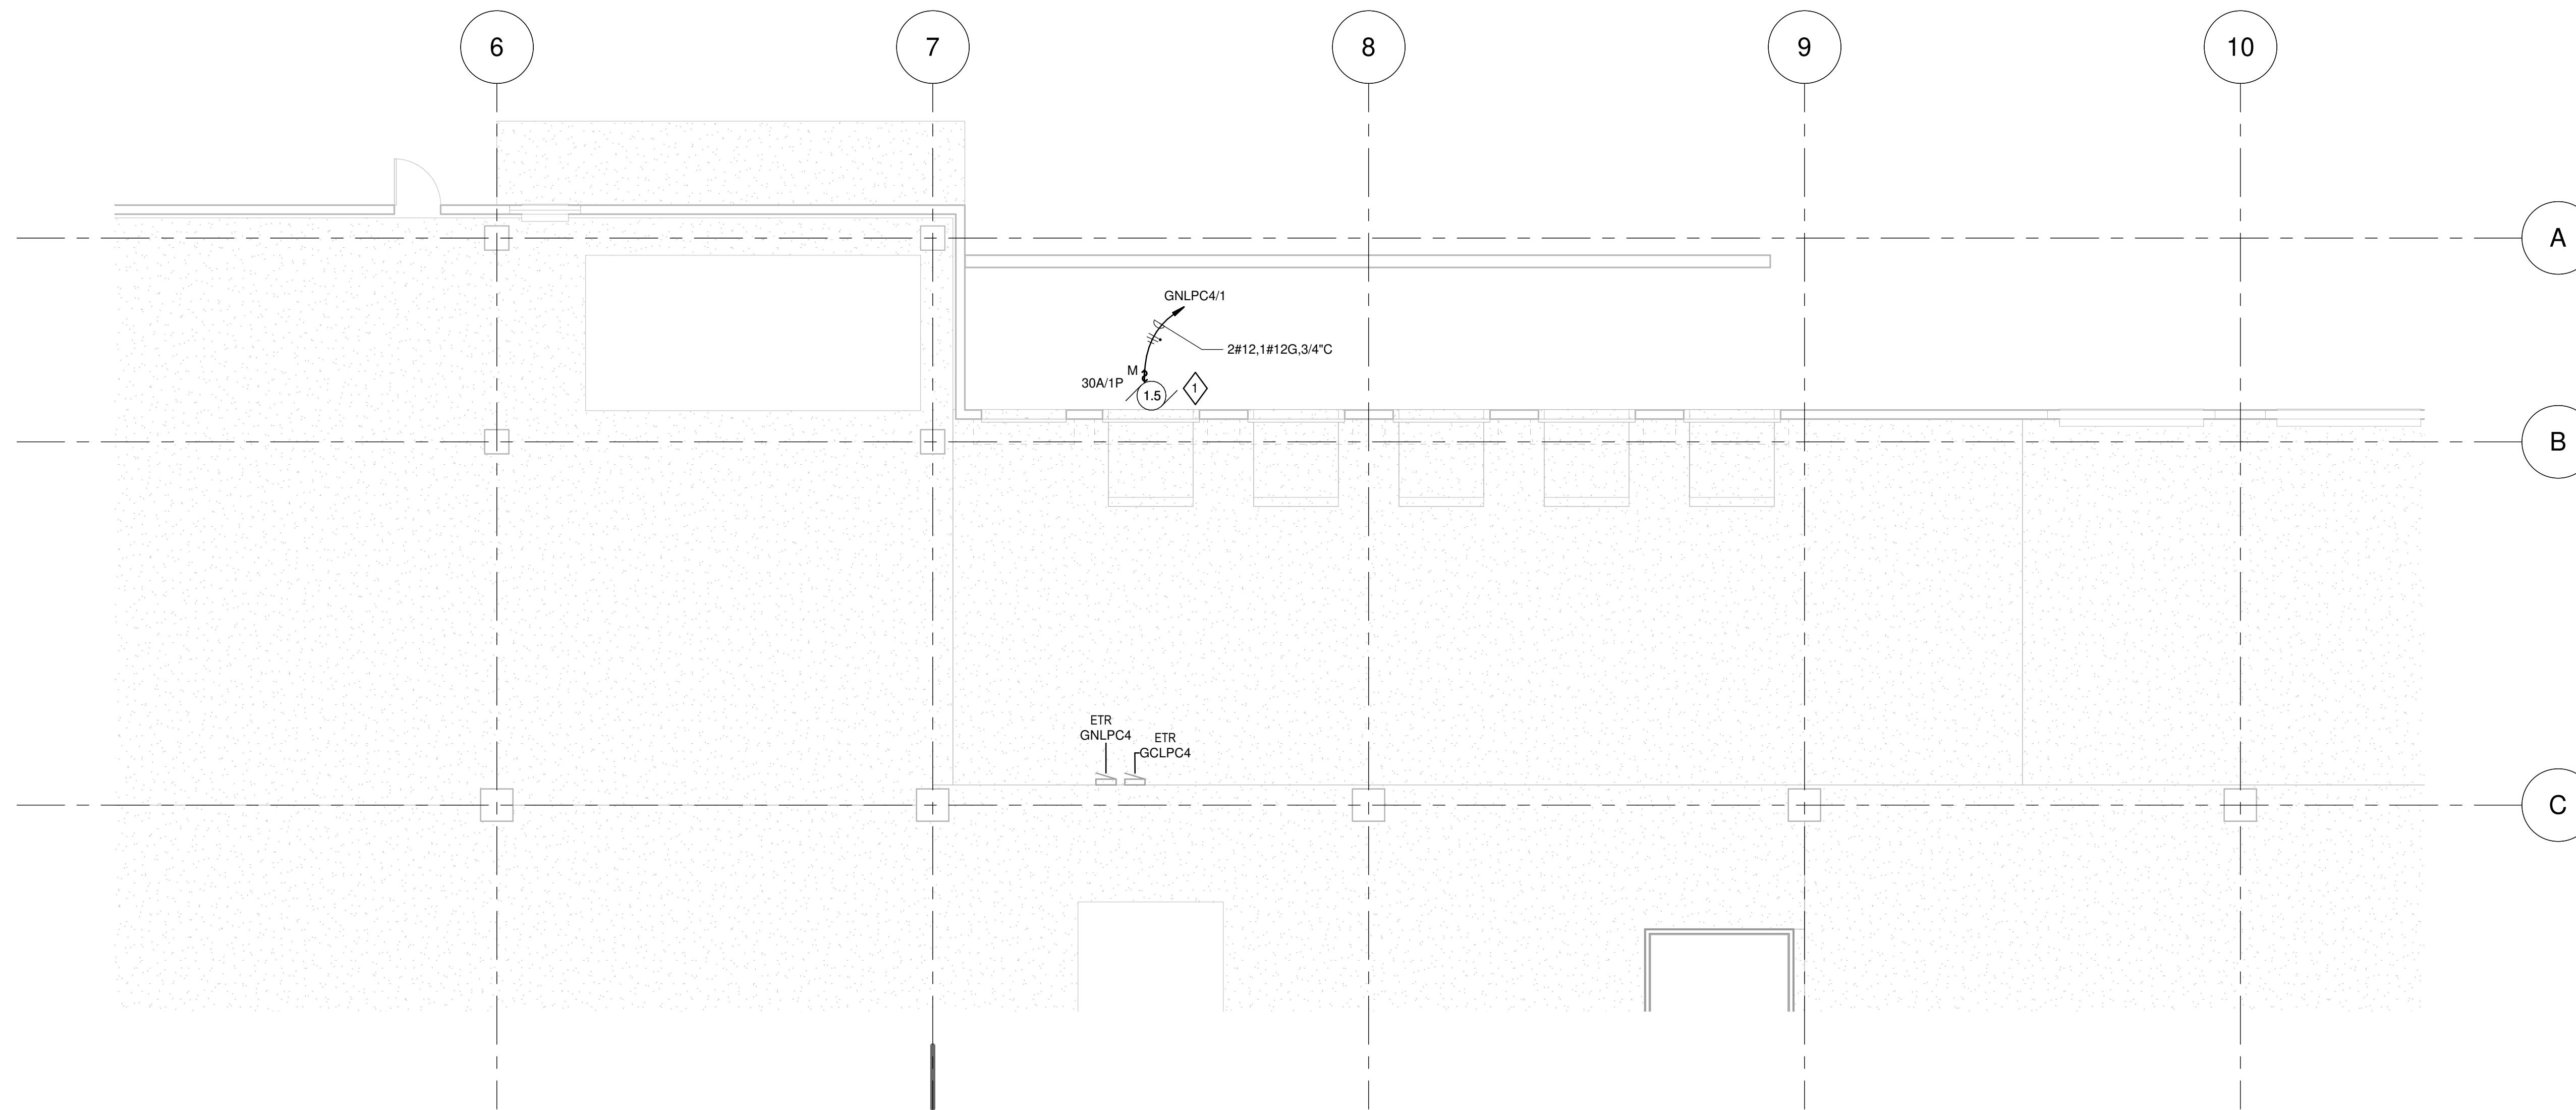 6
7
8
9
10
A
GNLPC4/1
2#12,1#12G,3/4"C
M
30A/1P
1.5
1
B
ETR
GNLPC4
ETR
GCLPC4
C